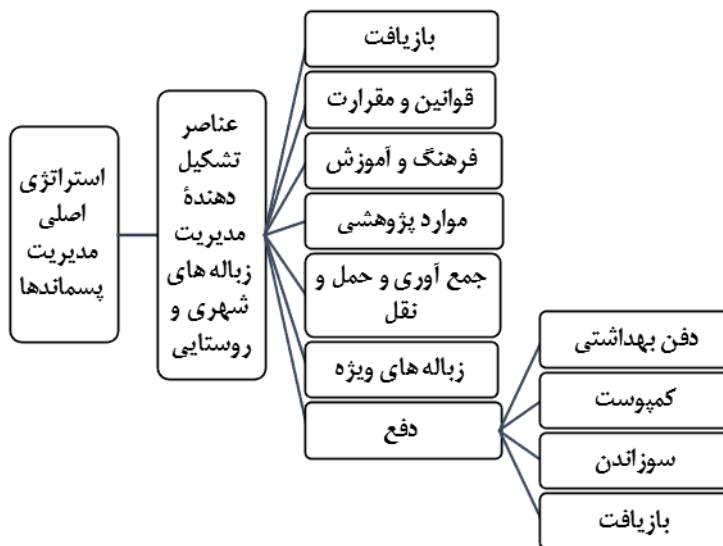 استراتژی
اصلی
مدیریت
پسماندها
عناصر
تشکیل
دهندۀ
مدیریت
زباله های
شهری و
روستایی
بازیافت
قوانین و مقرارت
فرهنگ و آموزش
موارد پژوهشی
جمع آوری و حمل و
نقل
زباله های ویژه
دفع
دفن بهداشتی
کمپوست
سوزاندن
بازیافت